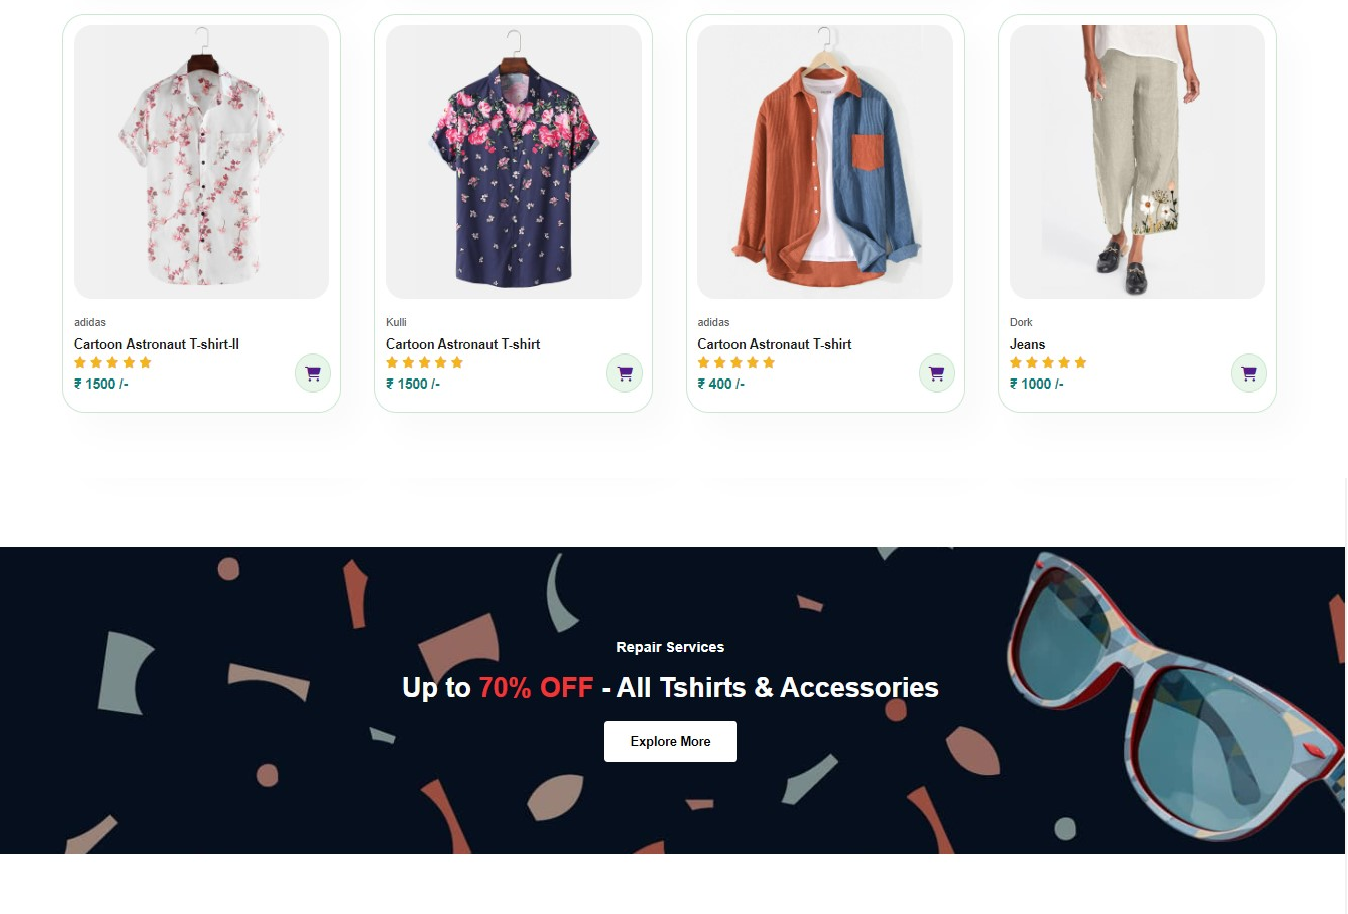 adidas
Cartoon Astronaut T-shirt-II
₹ 1500 /-
Kulli
Cartoon Astronaut T-shirt
₹ 1500 /-
adidas
Cartoon Astronaut T-shirt
₹ 400 /-
Dork
Jeans
₹ 1000 /-
Repair Services
Up to 70% OFF - All Tshirts & Accessories
Explore More